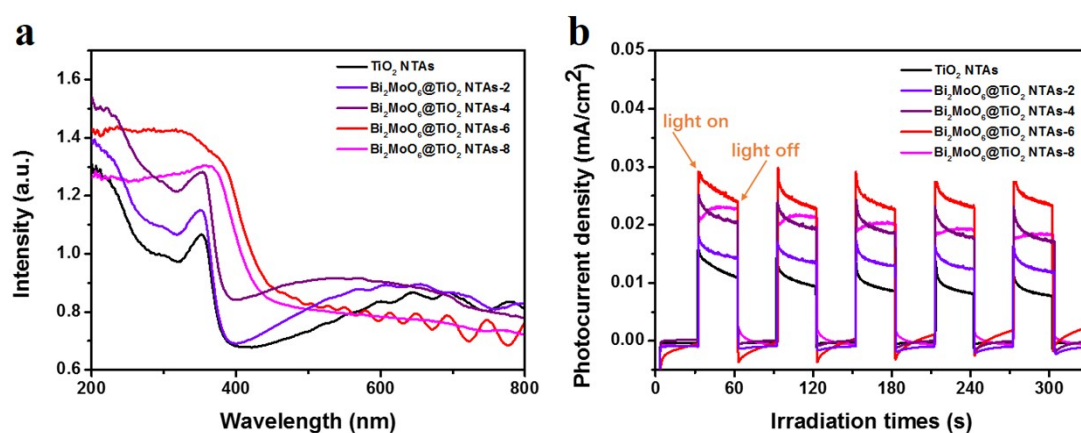 a
1.6
1.4
1.2
1.0
0.8
0.6
200
400
600
800
Intensity (a.u.)
Wavelength (nm)
TiO₂ NTAs
Bi₂MoO₆@TiO₂ NTAs-2
Bi₂MoO₆@TiO₂ NTAs-4
Bi₂MoO₆@TiO₂ NTAs-6
Bi₂MoO₆@TiO₂ NTAs-8
b
0.05
0.04
0.03
0.02
0.01
0.00
0
60
120
180
240
300
Photocurrent density (mA/cm²)
Irradiation times (s)
TiO₂ NTAs
Bi₂MoO₆@TiO₂ NTAs-2
Bi₂MoO₆@TiO₂ NTAs-4
Bi₂MoO₆@TiO₂ NTAs-6
Bi₂MoO₆@TiO₂ NTAs-8
light on
light off